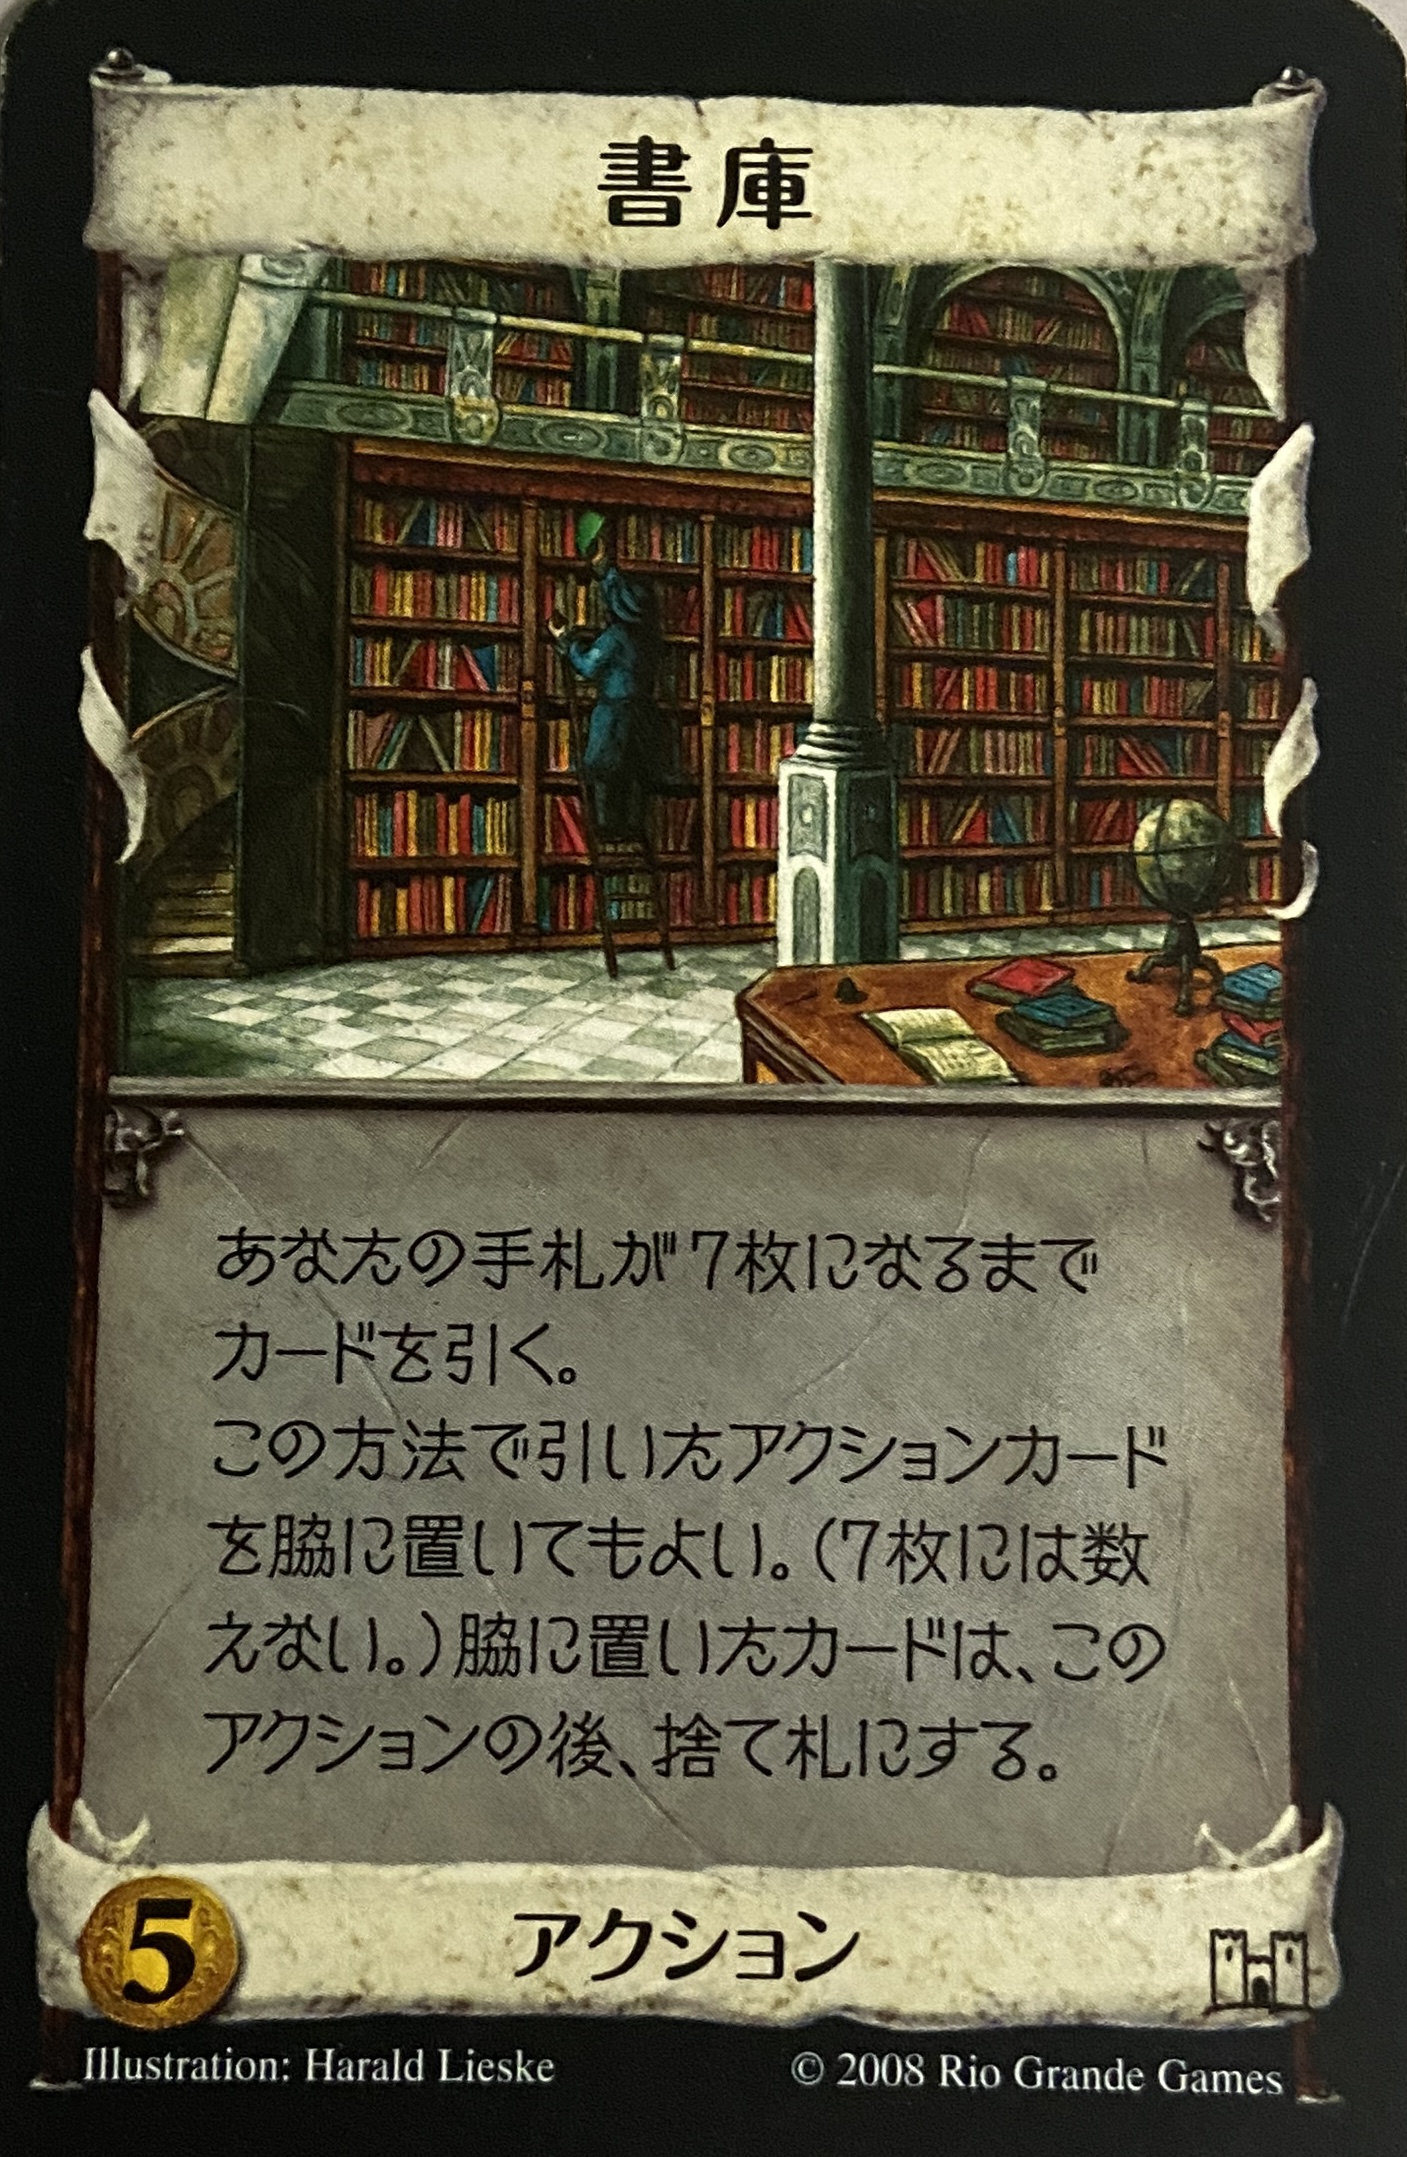 書庫
あなたの手札が7枚になるまで
カードを引く。
この方法で引いたアクションカード
を脇に置いてもよい。(7枚には数
えない。)脇に置いたカードは、この
アクションの後、捨て札にする。
5
アクション
Illustration: Harald Lieske
© 2008 Rio Grande Games